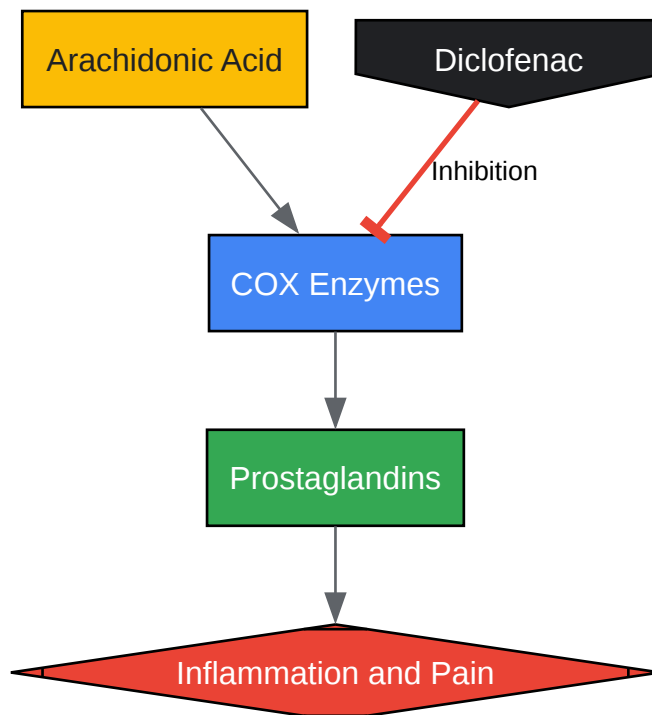 Arachidonic Acid
Diclofenac
Inhibition
COX Enzymes
Prostaglandins
Inflammation and Pain